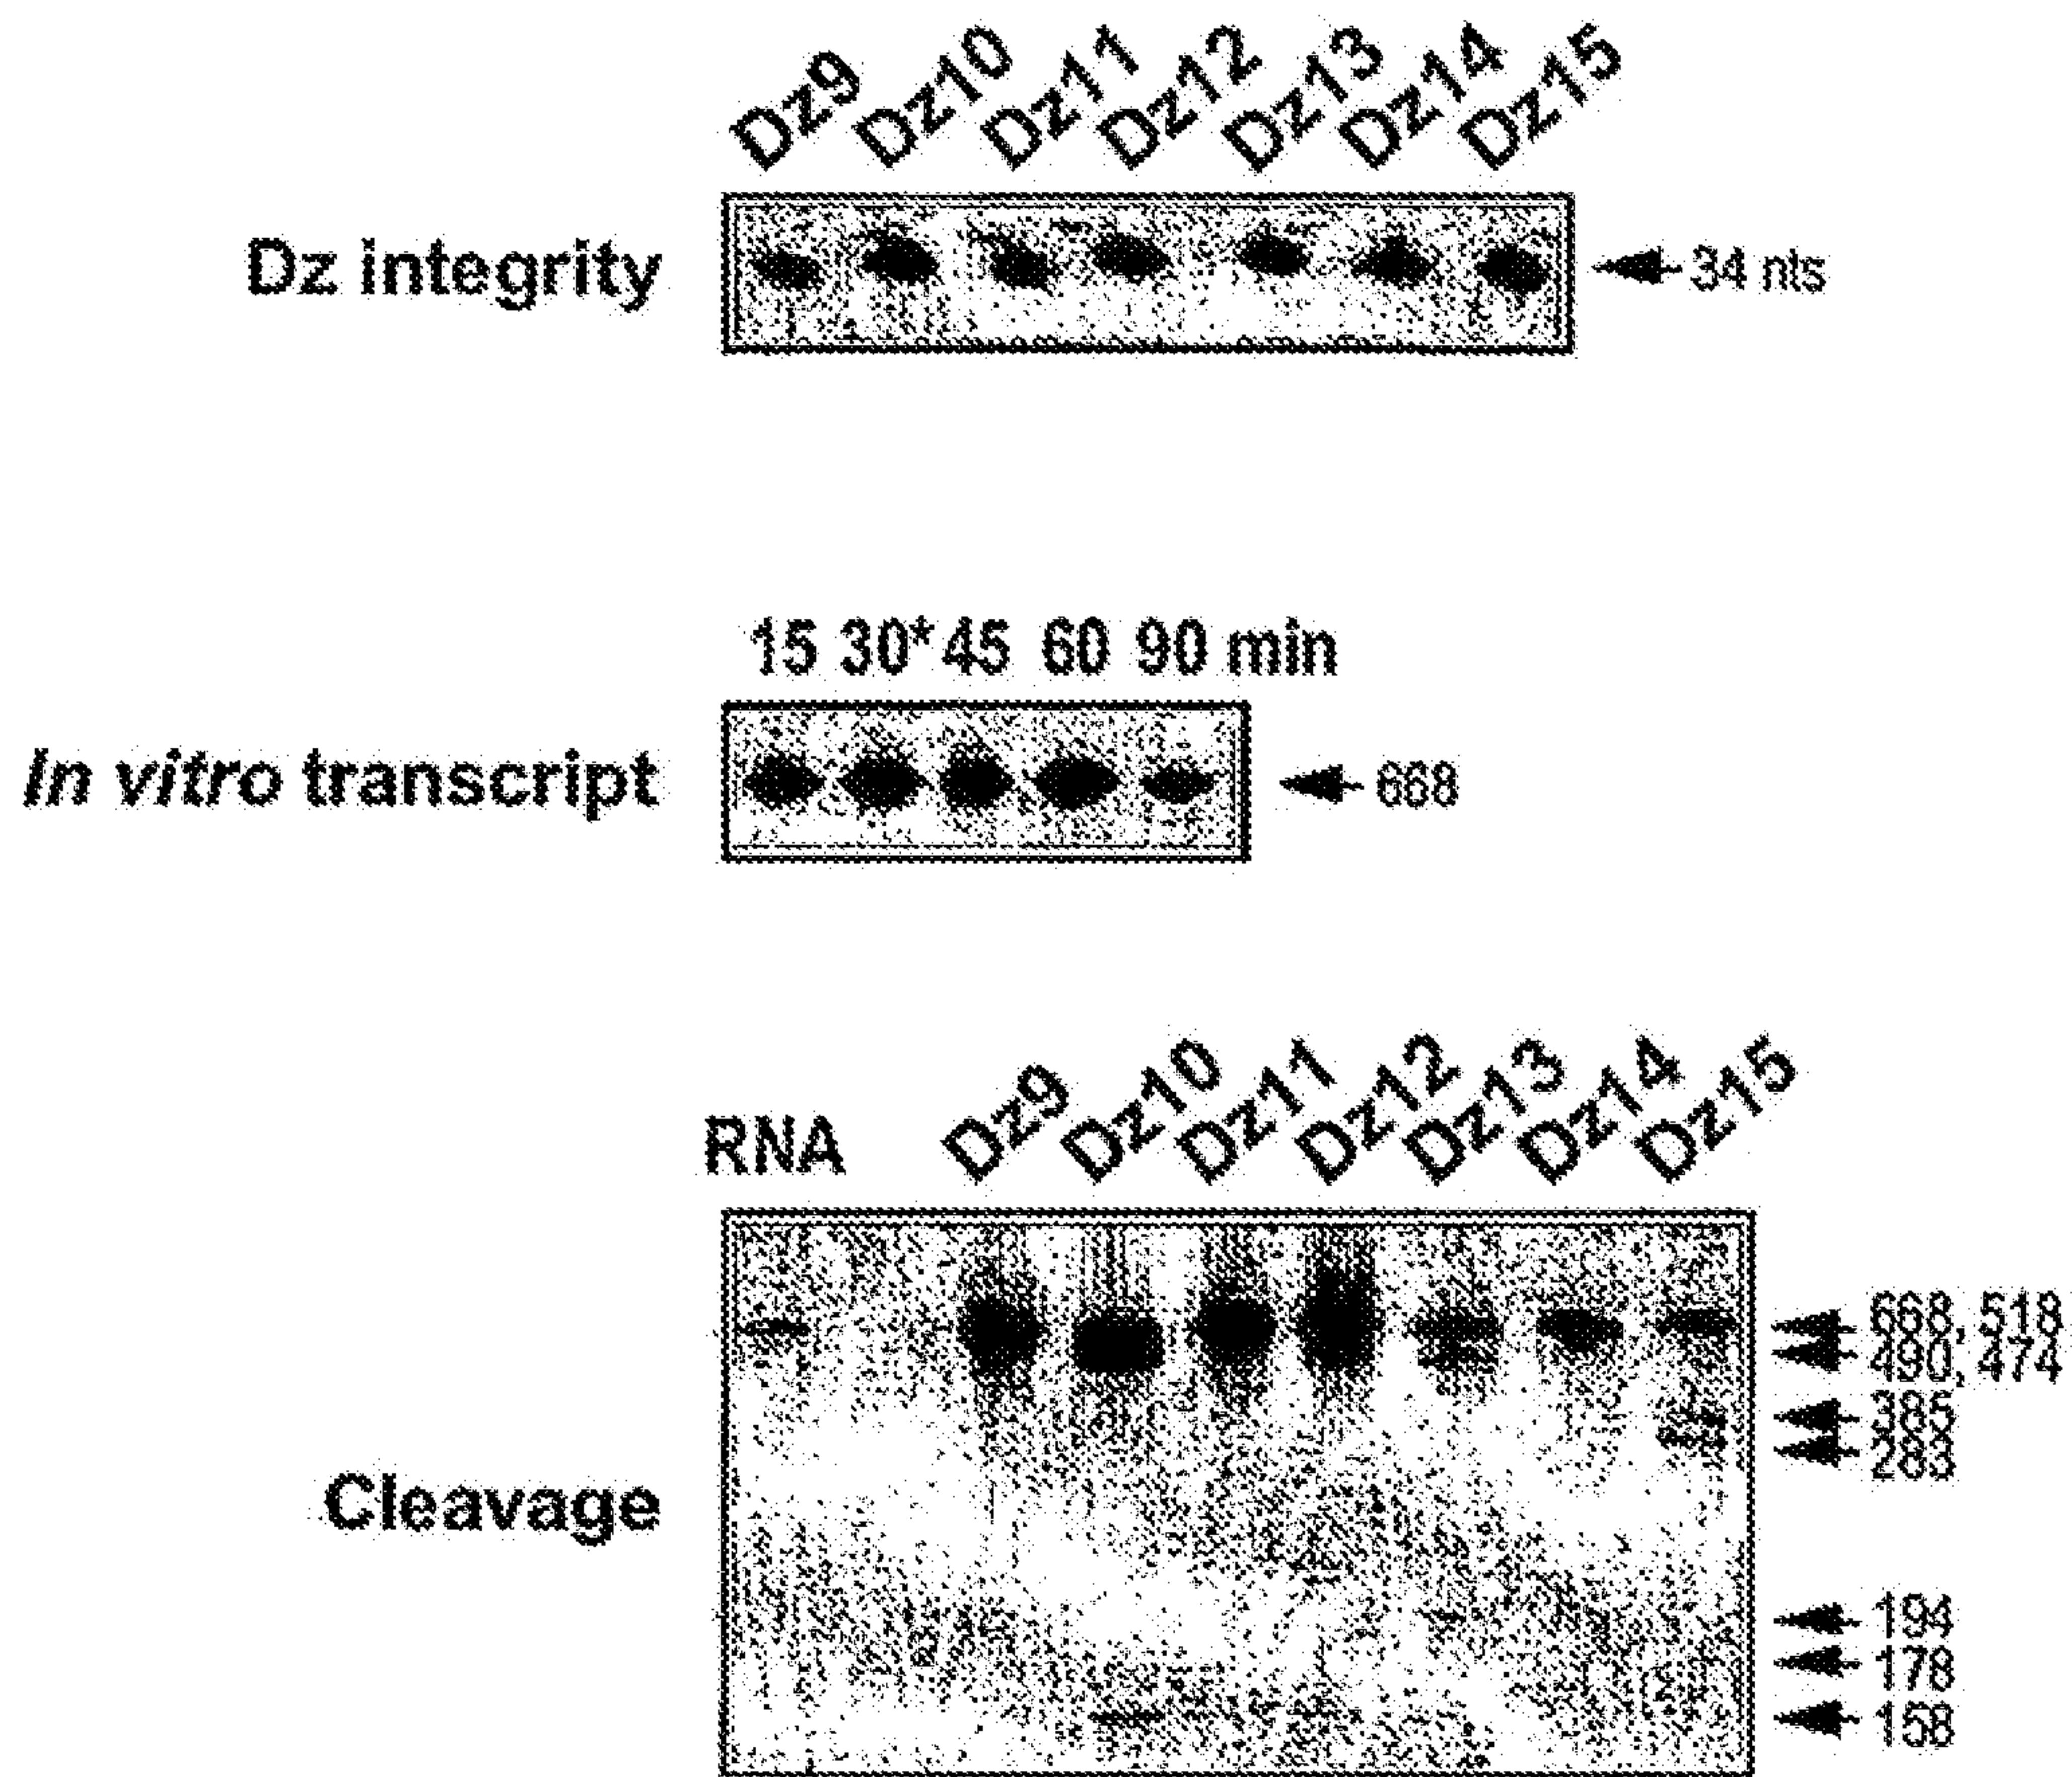 Dz9 Dz10 Dz11 Dz12 Dz13 Dz14 Dz15
Dz integrity
34 nts
15 30* 45 60 90 min
In vitro transcript
668
RNA Dz9 Dz10 Dz11 Dz12 Dz13 Dz14 Dz15
Cleavage
668, 518
490, 474
385
283
194
178
158